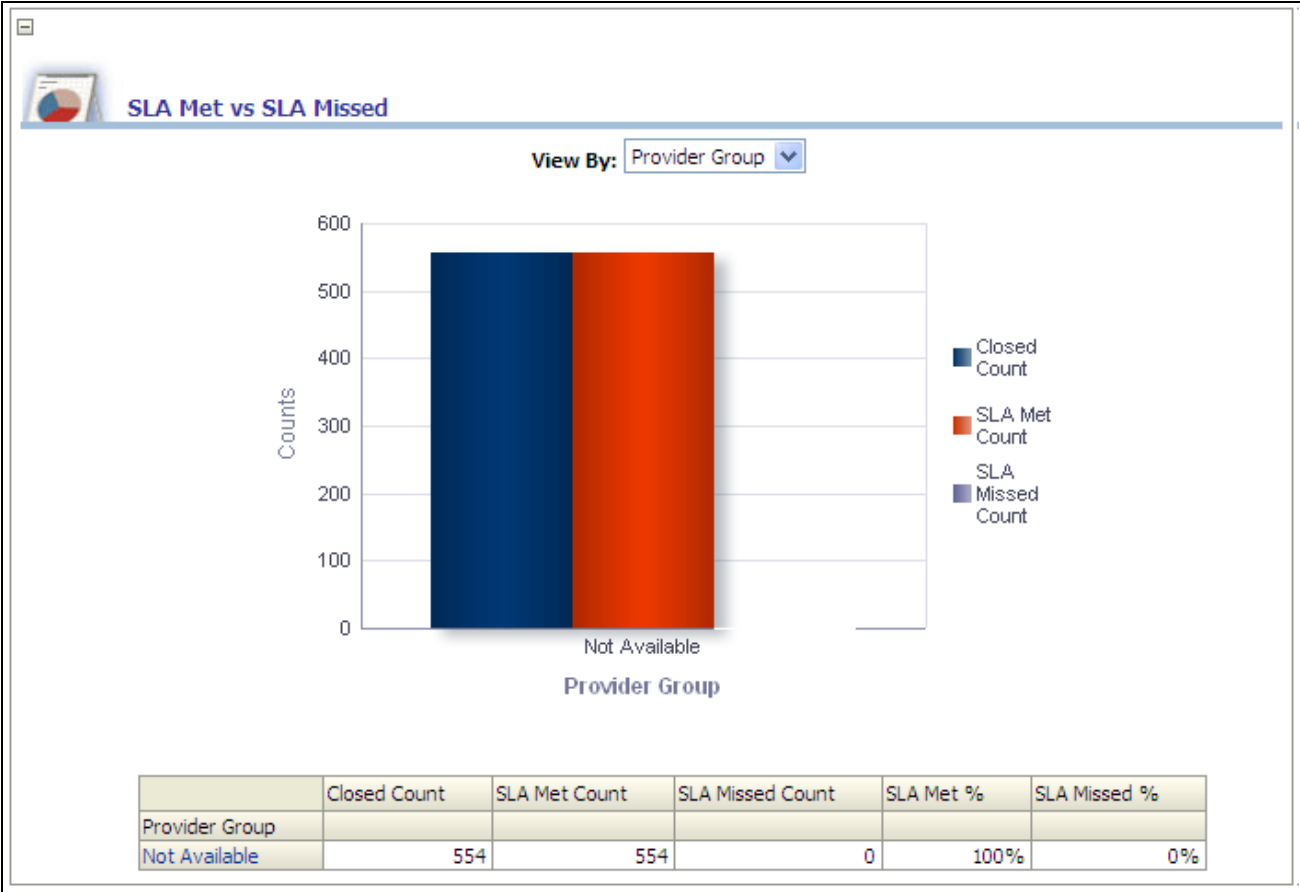 SLA Met vs SLA Missed
View By: Provider Group
600
500
400
300
200
100
0
Counts
Not Available
Provider Group
Closed
Count
SLA Met
Count
SLA
Missed
Count
Closed Count SLA Met Count SLA Missed Count SLA Met % SLA Missed %
Provider Group
Not Available 554 554 0 100% 0%